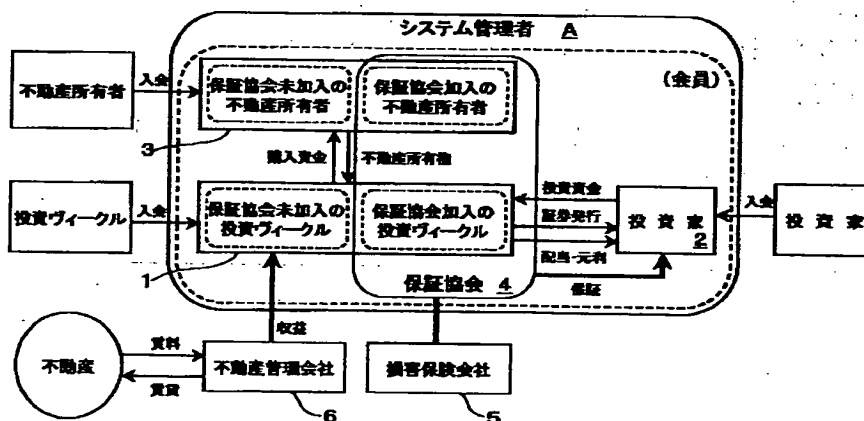 システム管理者 A
(会員)
不動産所有者
入会
保証協会未加入の
不動産所有者
保証協会加入の
不動産所有者
3
購入資金
不動産所有権
投資ヴィークル
入会
保証協会未加入の
投資ヴィークル
保証協会加入の
投資ヴィークル
投資資金
証券発行
配当・元利
保証
投資家
2
入会
投資家
1
保証協会 4
収益
不動産
賃料
賃貸
不動産管理会社
6
損害保険会社
5